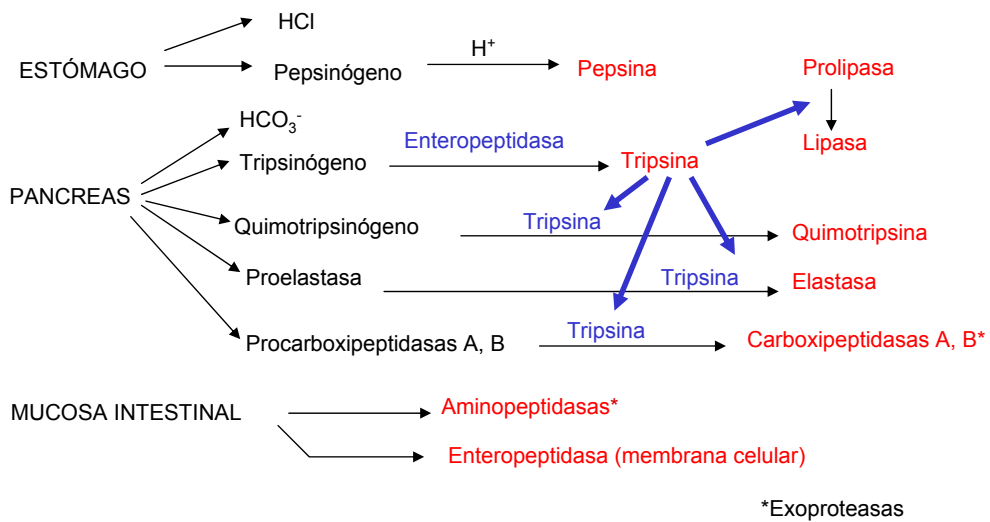 HCl
ESTÓMAGO
Pepsinógeno
H⁺
Pepsina
Prolipasa
Lipasa
HCO₃⁻
Tripsinógeno
Enteropeptidasa
Tripsina
PANCREAS
Quimotripsinógeno
Tripsina
Quimotripsina
Proelastasa
Tripsina
Elastasa
Procarboxipeptidasas A, B
Tripsina
Carboxipeptidasas A, B*
MUCOSA INTESTINAL
Aminopeptidasas*
Enteropeptidasa (membrana celular)
*Exoproteasas